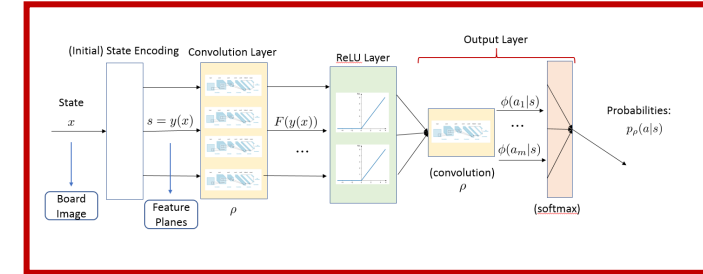 Output Layer
(Initial) State Encoding
Convolution Layer
ReLU Layer
State
x
s = y(x)
F(y(x))
...
ϕ(a₁|s)
...
ϕ(aₘ|s)
Probabilities:
p_ρ(a|s)
(convolution)
ρ
Board
Image
Feature
Planes
ρ
(softmax)